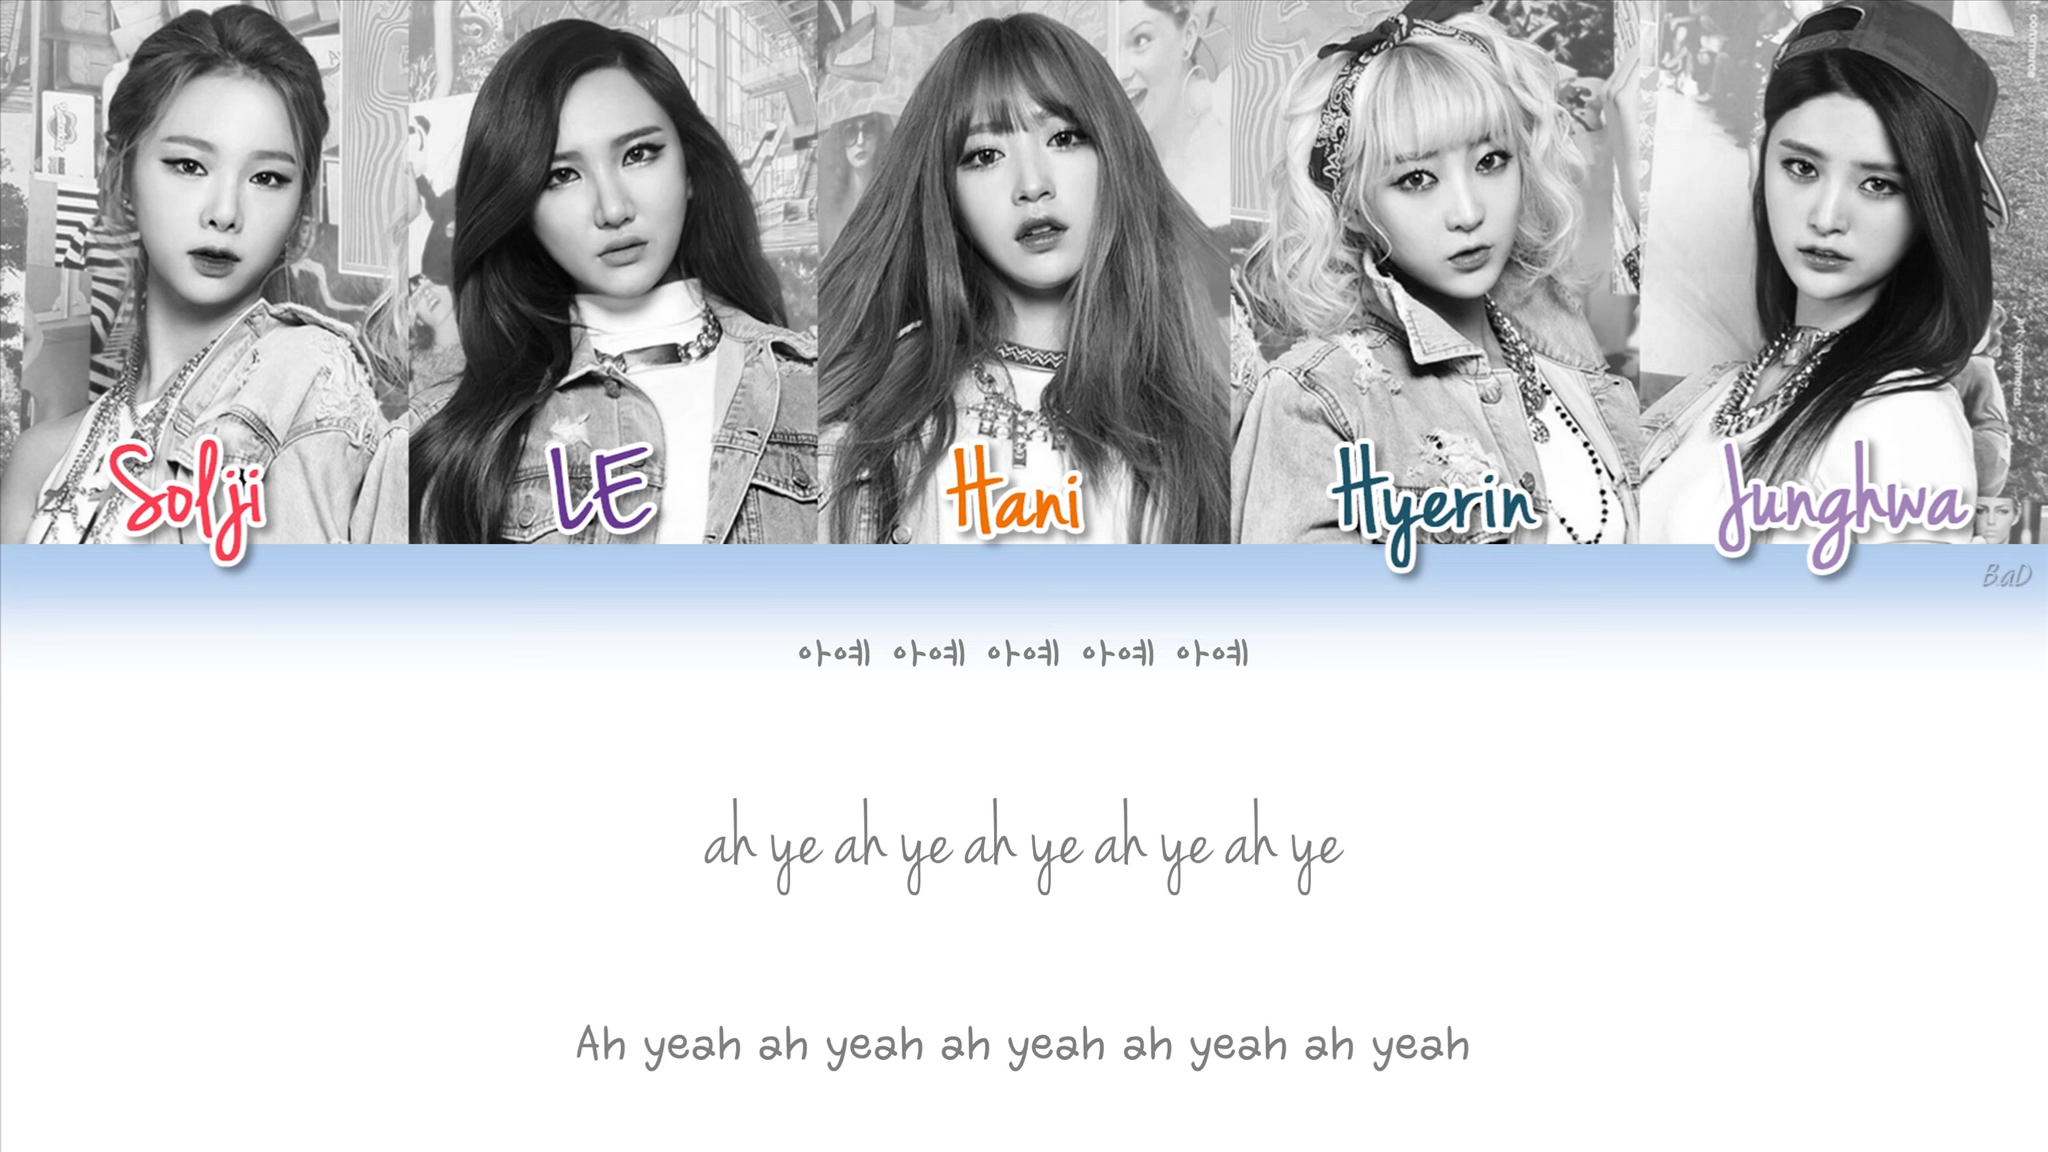 Solji LE Hani Hyerin Junghwa
B.aD
아예 아예 아예 아예 아예
ah ye ah ye ah ye ah ye ah ye
Ah yeah ah yeah ah yeah ah yeah ah yeah